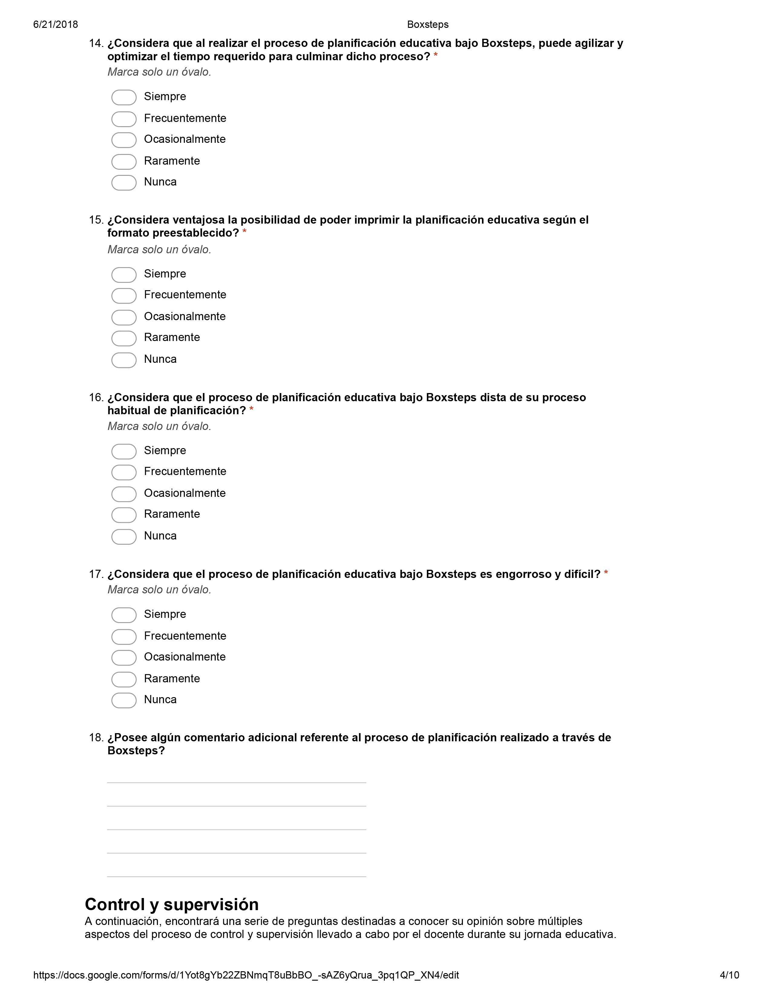 6/21/2018 Boxsteps
14. ¿Considera que al realizar el proceso de planificación educativa bajo Boxsteps, puede agilizar y
optimizar el tiempo requerido para culminar dicho proceso? *
Marca solo un óvalo.
Siempre
Frecuentemente
Ocasionalmente
Raramente
Nunca
15. ¿Considera ventajosa la posibilidad de poder imprimir la planificación educativa según el
formato preestablecido? *
Marca solo un óvalo.
Siempre
Frecuentemente
Ocasionalmente
Raramente
Nunca
16. ¿Considera que el proceso de planificación educativa bajo Boxsteps dista de su proceso
habitual de planificación? *
Marca solo un óvalo.
Siempre
Frecuentemente
Ocasionalmente
Raramente
Nunca
17. ¿Considera que el proceso de planificación educativa bajo Boxsteps es engorroso y difícil? *
Marca solo un óvalo.
Siempre
Frecuentemente
Ocasionalmente
Raramente
Nunca
18. ¿Posee algún comentario adicional referente al proceso de planificación realizado a través de
Boxsteps?
Control y supervisión
A continuación, encontrará una serie de preguntas destinadas a conocer su opinión sobre múltiples
aspectos del proceso de control y supervisión llevado a cabo por el docente durante su jornada educativa.
https://docs.google.com/forms/d/1Yot8gYb22ZBNmqT8uBbBO_-sAZ6yQrua_3pq1QP_XN4/edit 4/10